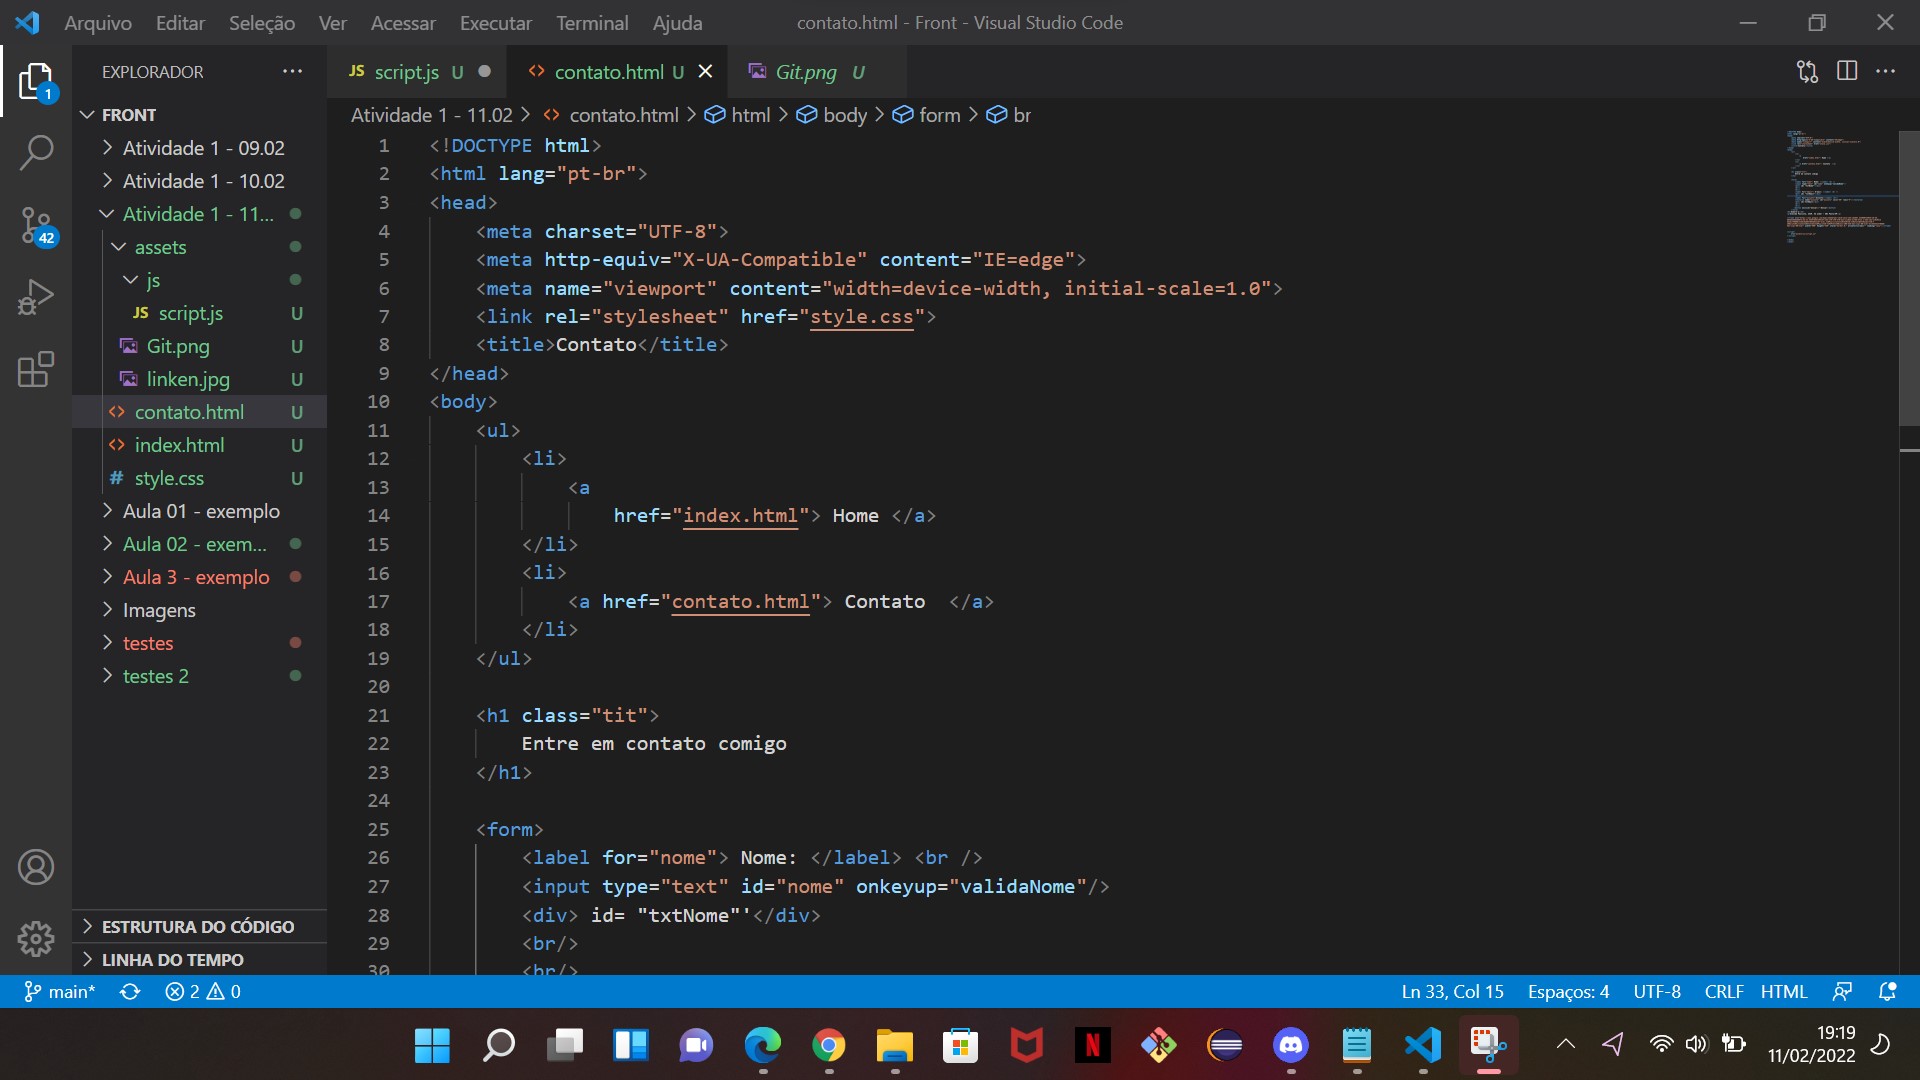 Arquivo Editar Seleção Ver Acessar Executar Terminal Ajuda contato.html - Front - Visual Studio Code
EXPLORADOR
JS script.js U
contato.html U
Git.png U
1
42
FRONT
Atividade 1 - 09.02
Atividade 1 - 10.02
Atividade 1 - 11...
assets
js
JS script.js U
Git.png U
linken.jpg U
contato.html U
index.html U
# style.css U
Aula 01 - exemplo
Aula 02 - exem...
Aula 3 - exemplo
Imagens
testes
testes 2
ESTRUTURA DO CÓDIGO
LINHA DO TEMPO
Atividade 1 - 11.02 > contato.html > html > body > form > br
1 <!DOCTYPE html>
2 <html lang="pt-br">
3 <head>
4 <meta charset="UTF-8">
5 <meta http-equiv="X-UA-Compatible" content="IE=edge">
6 <meta name="viewport" content="width=device-width, initial-scale=1.0">
7 <link rel="stylesheet" href="style.css">
8 <title>Contato</title>
9 </head>
10 <body>
11 <ul>
12 <li>
13 <a
14 href="index.html"> Home </a>
15 </li>
16 <li>
17 <a href="contato.html"> Contato  </a>
18 </li>
19 </ul>
20
21 <h1 class="tit">
22 Entre em contato comigo
23 </h1>
24
25 <form>
26 <label for="nome"> Nome: </label> <br />
27 <input type="text" id="nome" onkeyup="validaNome"/>
28 <div> id= "txtNome"'</div>
29 <br/>
30 <br/>
main* 2 0 Ln 33, Col 15 Espaços: 4 UTF-8 CRLF HTML
19:19
11/02/2022